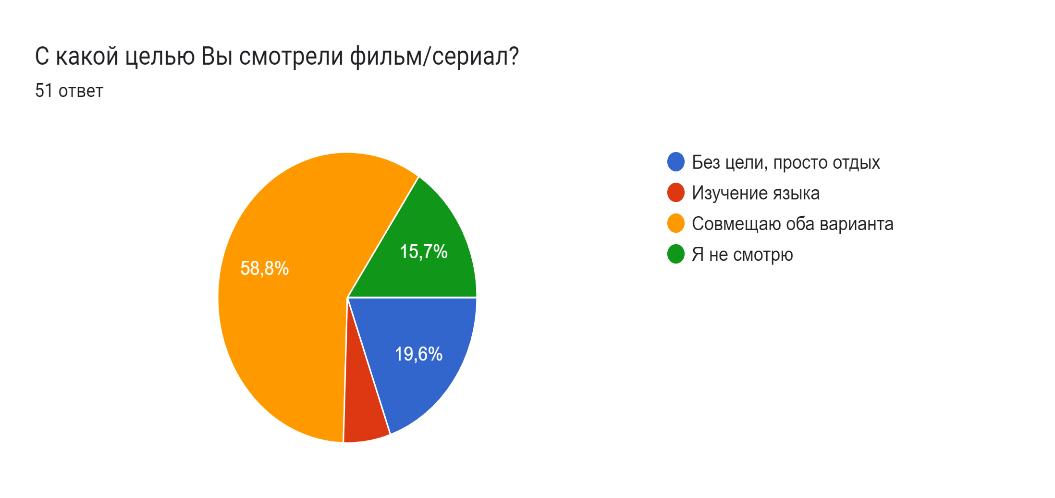 С какой целью Вы смотрели фильм/сериал?
51 ответ
Без цели, просто отдых
Изучение языка
Совмещаю оба варианта
Я не смотрю
15,7%
58,8%
19,6%